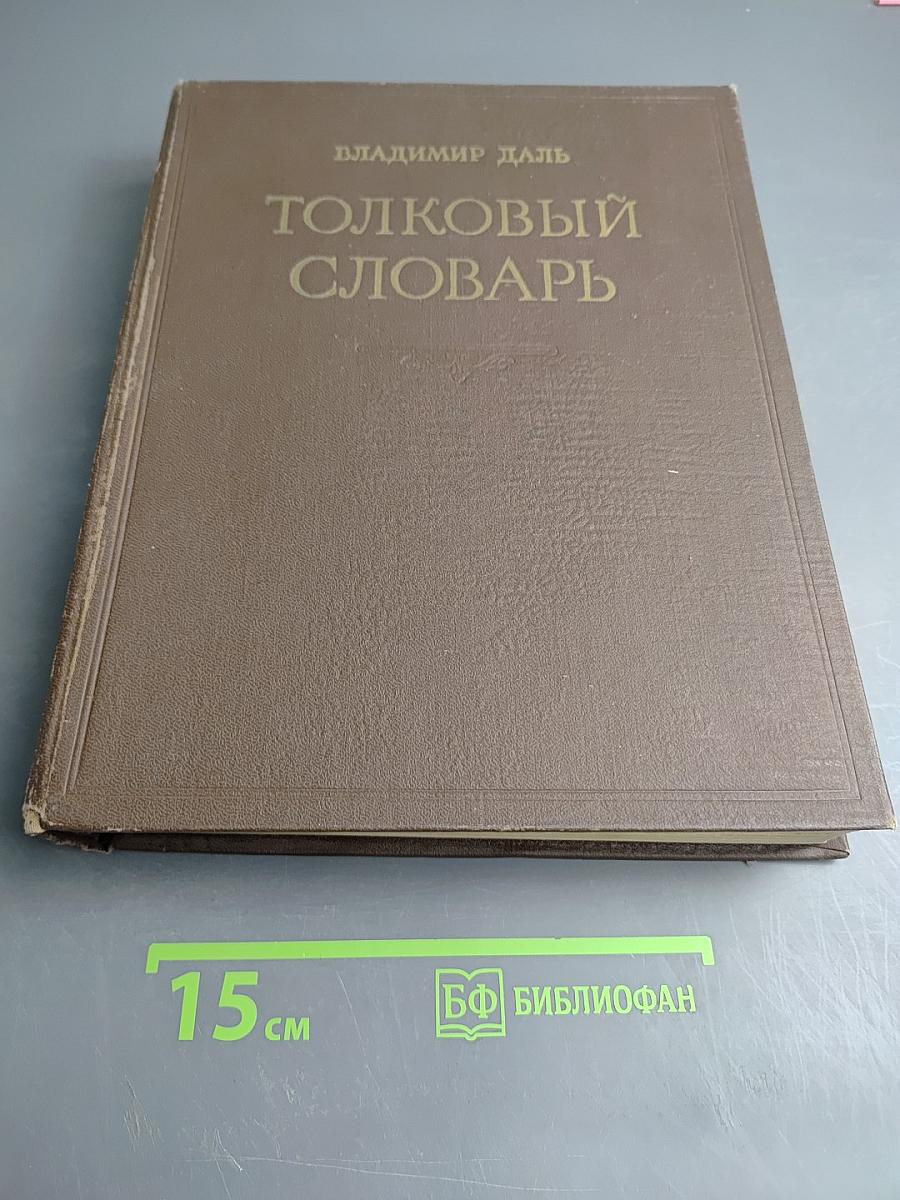 ВЛАДИМИР ДАЛЬ
ТОЛКОВЫЙ
СЛОВАРЬ
15 см
БФ БИБЛИОФАН